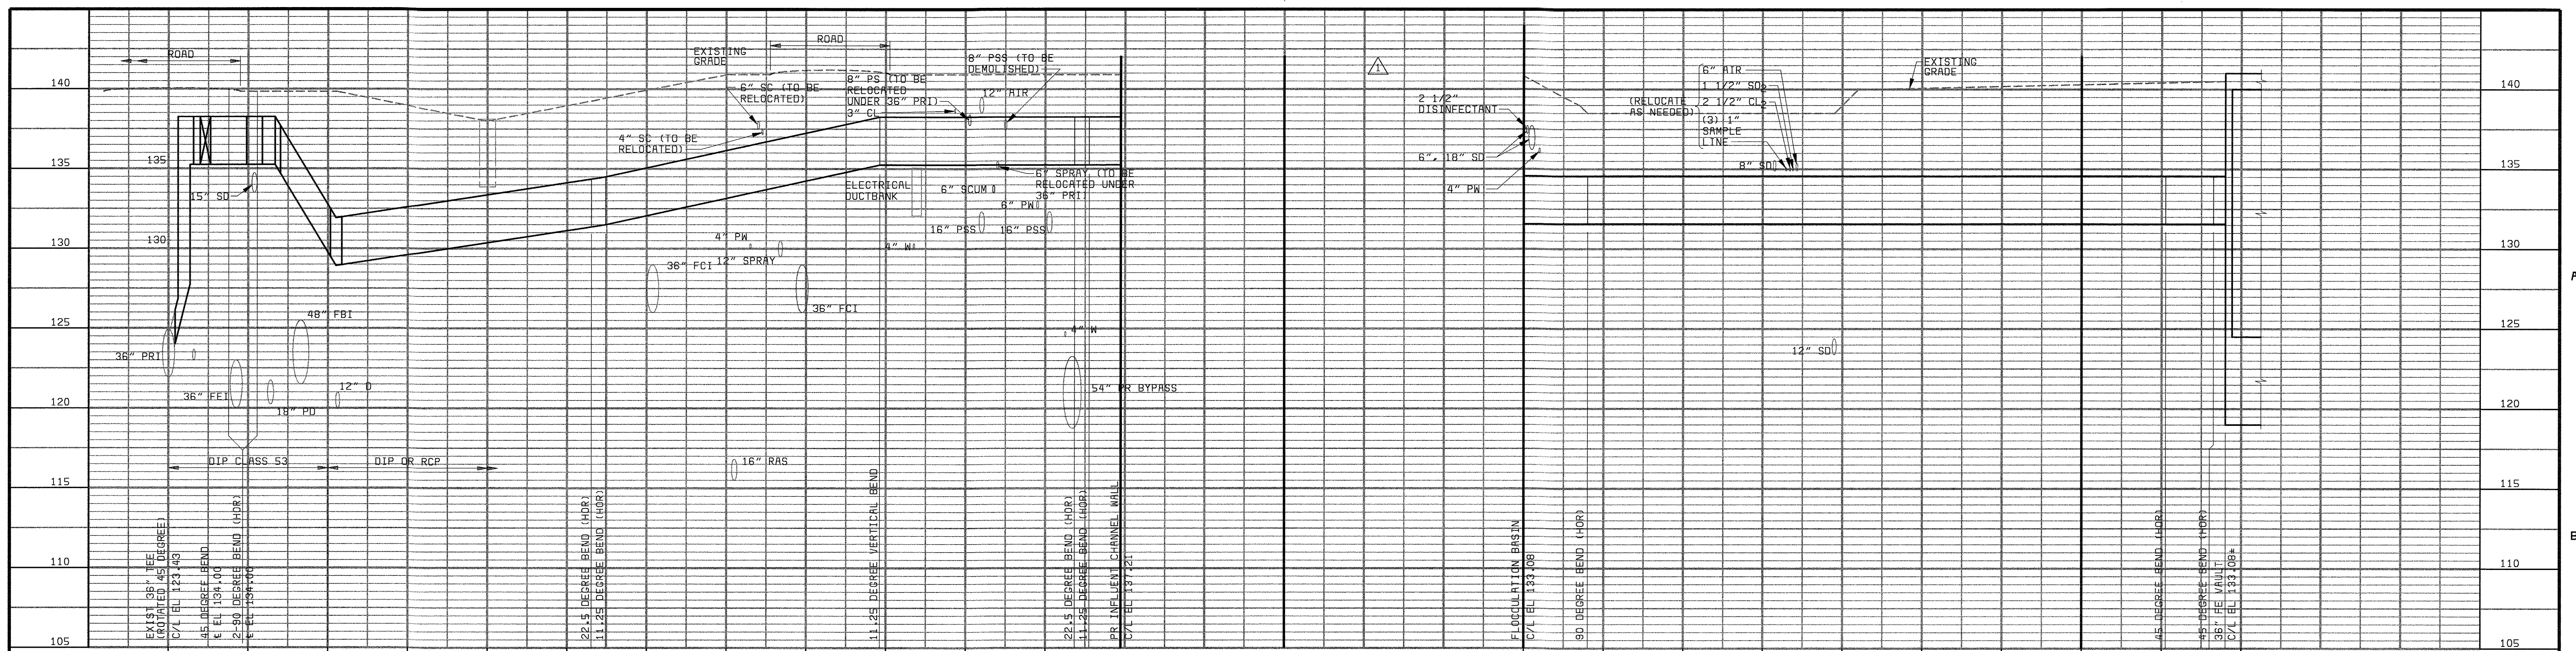 ROAD
ROAD
EXISTING
GRADE
8" PSS (TO BE
DEMOLISHED)
8" PS (TO BE
RELOCATED
UNDER 36" PRI)
3" CL
12" AIR
6" SC (TO BE
RELOCATED)
4" SC (TO BE
RELOCATED)
1
2 1/2"
DISINFECTANT
(RELOCATE
AS NEEDED)
6" AIR
1 1/2" SO2
2 1/2" CL2
(3) 1"
SAMPLE
LINE
EXISTING
GRADE
140
140
135
135
135
15" SD
ELECTRICAL
DUCTBANK
6" SCUM
6" SPRAY (TO BE
RELOCATED UNDER
36" PRI)
6" PW
16" PSS
16" PSS
6", 18" SD
4" PW
8" SD
130
130
130
4" PW
12" SPRAY
4" W
36" FCI
36" FCI
125
125
48" FBI
36" PRI
4" W
12" SD
36" FEI
18" PD
12" D
54" PR BYPASS
120
120
DIP CLASS 53
DIP OR RCP
16" RAS
115
115
110
110
105
105
EXIST 36" TEE
(ROTATED 45 DEGREE)
C/L EL 123.43
45 DEGREE BEND
℄ EL 134.00
2-90 DEGREE BEND (HOR)
℄ EL 134.00
22.5 DEGREE BEND (HOR)
11.25 DEGREE BEND (HOR)
11.25 DEGREE VERTICAL BEND
22.5 DEGREE BEND (HOR)
11.25 DEGREE BEND (HOR)
PR INFLUENT CHANNEL WALL
C/L EL 137.21
FLOCCULATION BASIN
C/L EL 133.08
90 DEGREE BEND (HOR)
45 DEGREE BEND (HOR)
45 DEGREE BEND (HOR)
36" FE VAULT
C/L EL 133.08±
B